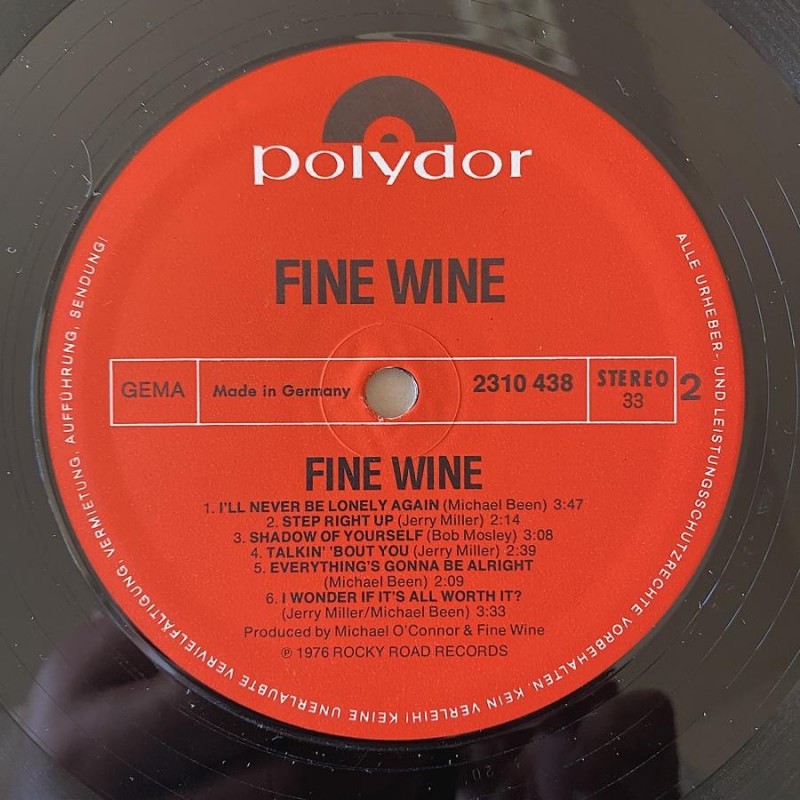 polydor
FINE WINE
GEMA
Made in Germany
2310 438
STEREO
33
2
FINE WINE
1. I'LL NEVER BE LONELY AGAIN (Michael Been) 3:47
2. STEP RIGHT UP (Jerry Miller) 2:14
3. SHADOW OF YOURSELF (Bob Mosley) 3:08
4. TALKIN' 'BOUT YOU (Jerry Miller) 2:39
5. EVERYTHING'S GONNA BE ALRIGHT
(Michael Been) 2:09
6. I WONDER IF IT'S ALL WORTH IT?
(Jerry Miller/Michael Been) 3:33
Produced by Michael O'Connor & Fine Wine
℗ 1976 ROCKY ROAD RECORDS
ALLE URHEBER- UND LEISTUNGSSCHUTZRECHTE VORBEHALTEN. KEIN VERLEIH! KEINE UNERLAUBTE VERVIELFÄLTIGUNG, VERMIETUNG, AUFFÜHRUNG, SENDUNG!